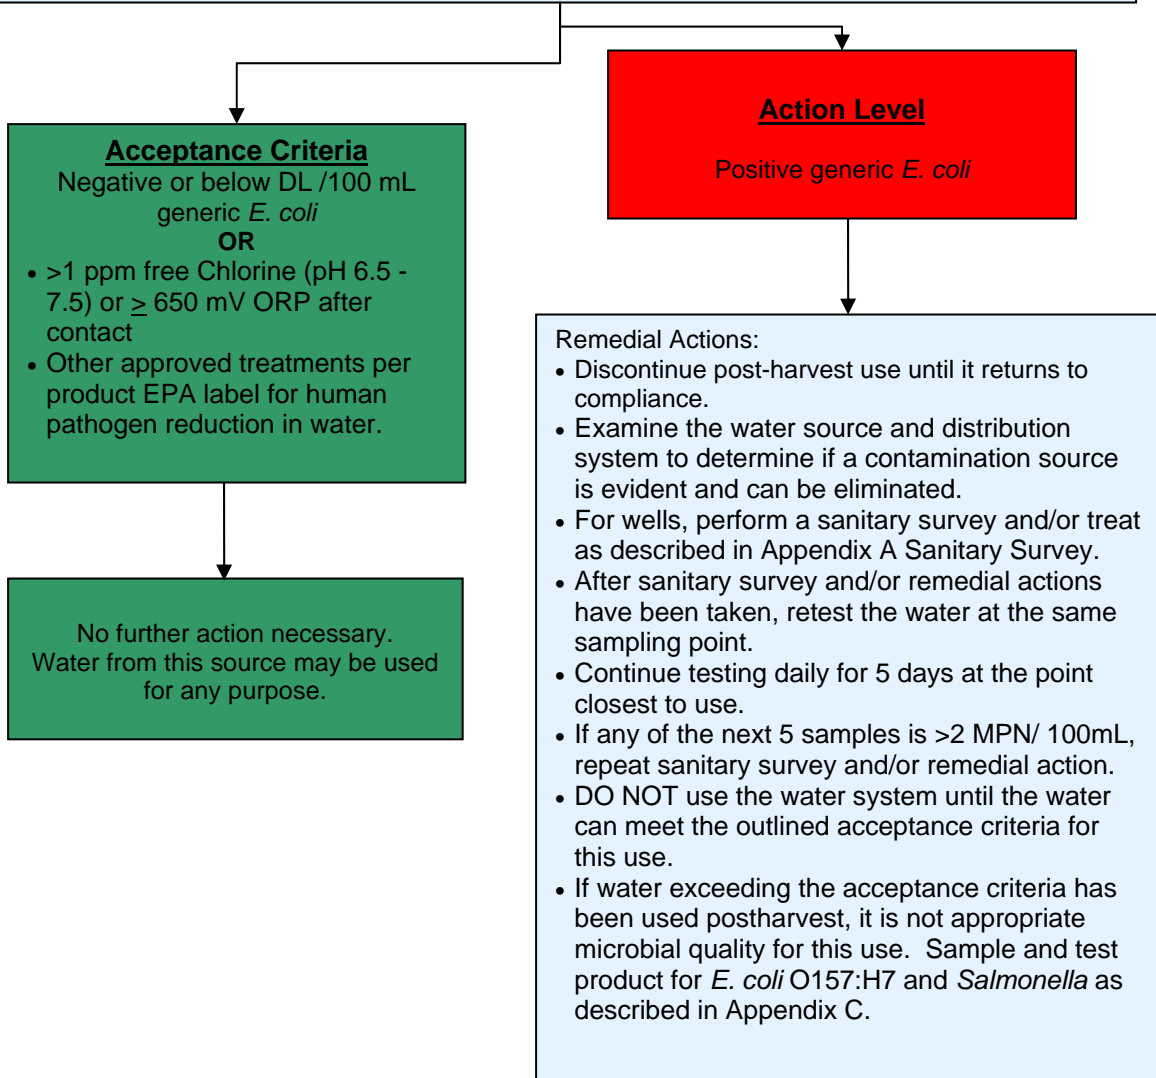 Acceptance Criteria
Negative or below DL /100 mL
generic E. coli
OR
• >1 ppm free Chlorine (pH 6.5 -
7.5) or > 650 mV ORP after
contact
• Other approved treatments per
product EPA label for human
pathogen reduction in water.
No further action necessary.
Water from this source may be used
for any purpose.
Action Level
Positive generic E. coli
Remedial Actions:
• Discontinue post-harvest use until it returns to
compliance.
• Examine the water source and distribution
system to determine if a contamination source
is evident and can be eliminated.
• For wells, perform a sanitary survey and/or treat
as described in Appendix A Sanitary Survey.
• After sanitary survey and/or remedial actions
have been taken, retest the water at the same
sampling point.
• Continue testing daily for 5 days at the point
closest to use.
• If any of the next 5 samples is >2 MPN/ 100mL,
repeat sanitary survey and/or remedial action.
• DO NOT use the water system until the water
can meet the outlined acceptance criteria for
this use.
• If water exceeding the acceptance criteria has
been used postharvest, it is not appropriate
microbial quality for this use.  Sample and test
product for E. coli O157:H7 and Salmonella as
described in Appendix C.